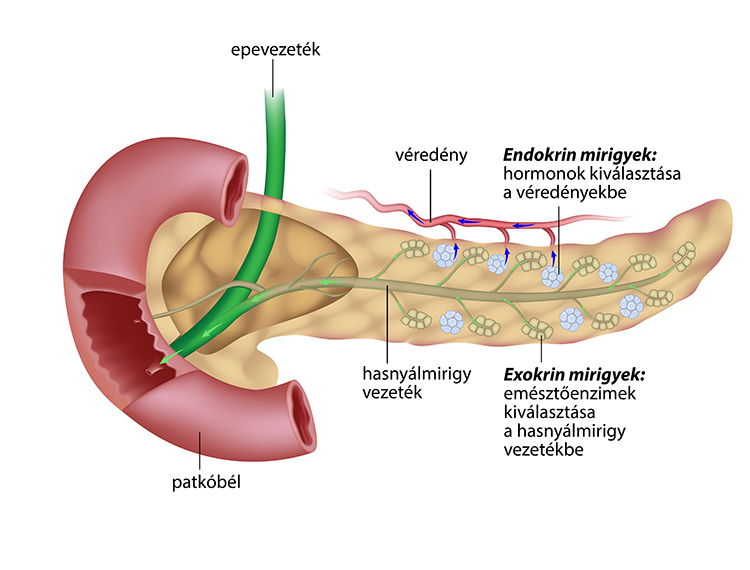 epevezeték
véredény
Endokrin mirigyek:
hormonok kiválasztása
a véredényekbe
hasnyálmirigy
vezeték
Exokrin mirigyek:
emésztőenzimek
kiválasztása
a hasnyálmirigy
vezetékbe
patkóbél